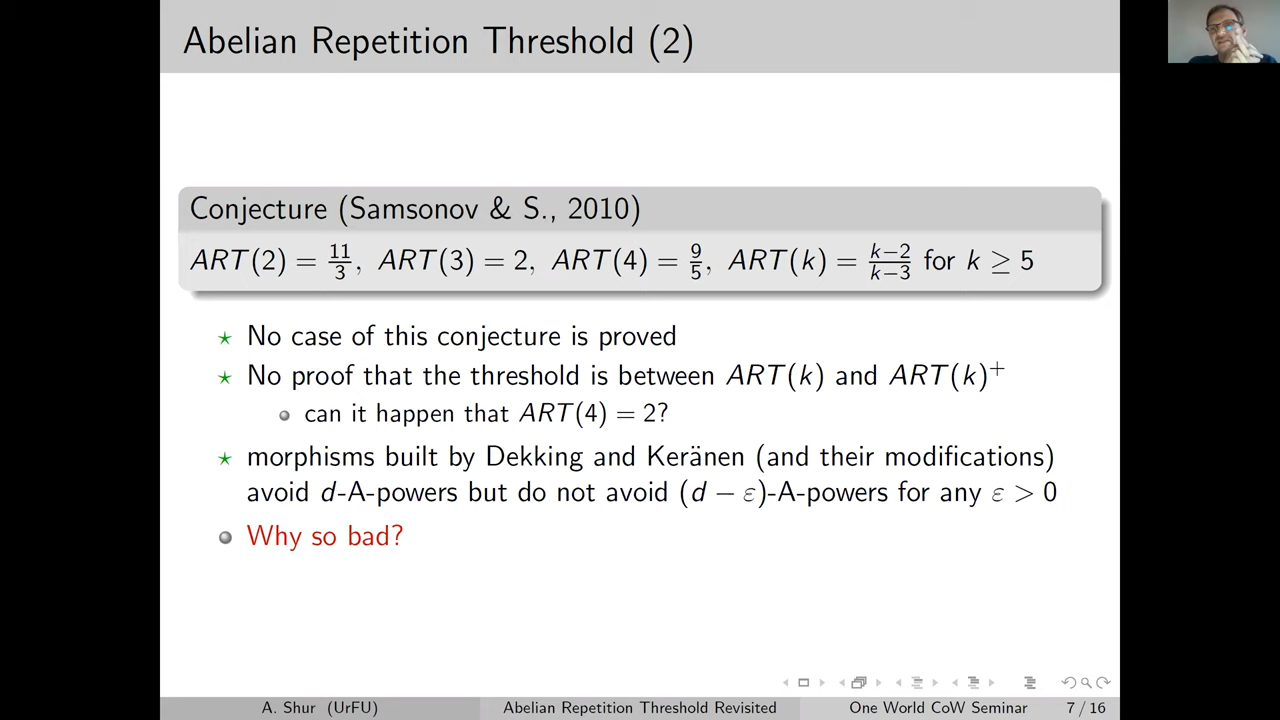 Abelian Repetition Threshold (2)
Conjecture (Samsonov & S., 2010)
ART(2) = 11/3, ART(3) = 2, ART(4) = 9/5, ART(k) = k−2/k−3 for k ≥ 5
⋆ No case of this conjecture is proved
⋆ No proof that the threshold is between ART(k) and ART(k)⁺
can it happen that ART(4) = 2?
⋆ morphisms built by Dekking and Keränen (and their modifications)
avoid d-A-powers but do not avoid (d − ε)-A-powers for any ε > 0
Why so bad?
A. Shur (UrFU) Abelian Repetition Threshold Revisited One World CoW Seminar 7 / 16